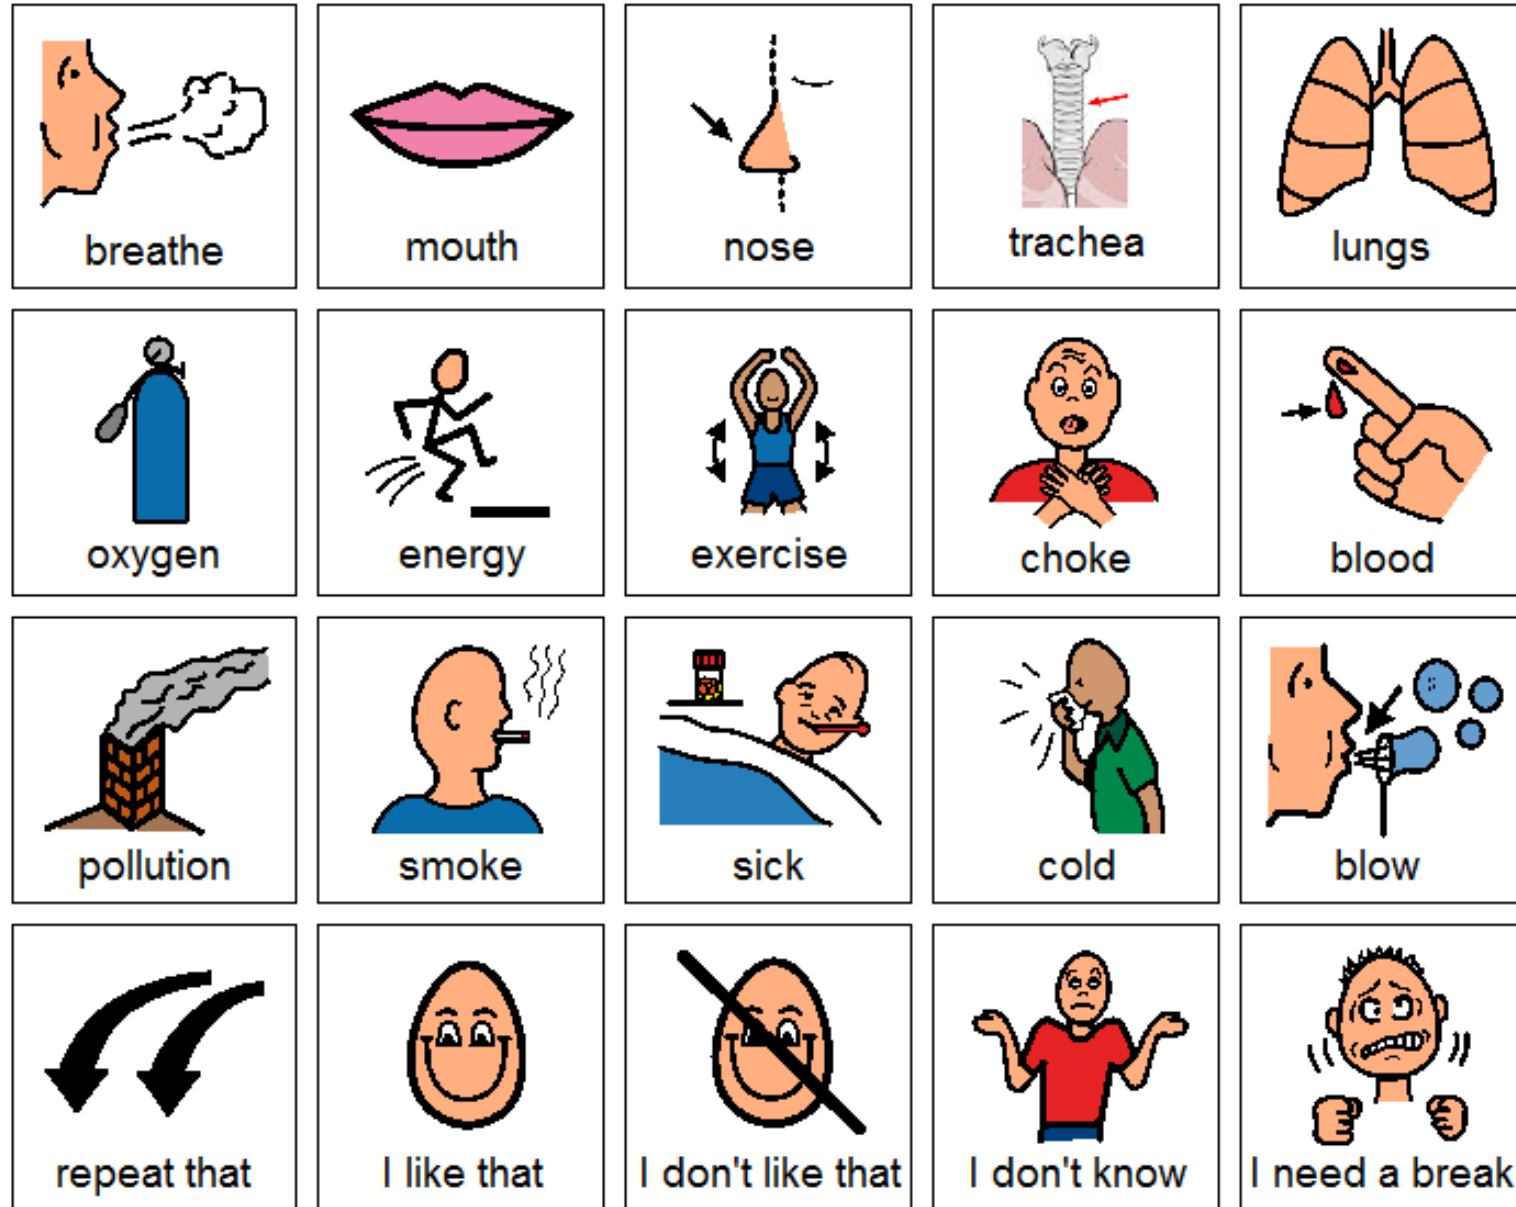 breathe
mouth
nose
trachea
lungs
oxygen
energy
exercise
choke
blood
pollution
smoke
sick
cold
blow
repeat that
I like that
I don't like that
I don't know
I need a break